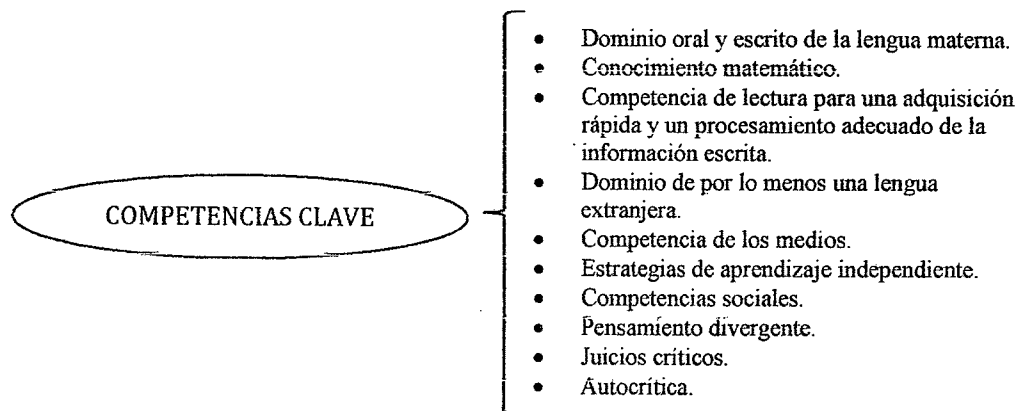 COMPETENCIAS CLAVE
• Dominio oral y escrito de la lengua materna.
• Conocimiento matemático.
• Competencia de lectura para una adquisición
rápida y un procesamiento adecuado de la
información escrita.
• Dominio de por lo menos una lengua
extranjera.
• Competencia de los medios.
• Estrategias de aprendizaje independiente.
• Competencias sociales.
• Pensamiento divergente.
• Juicios críticos.
• Autocrítica.